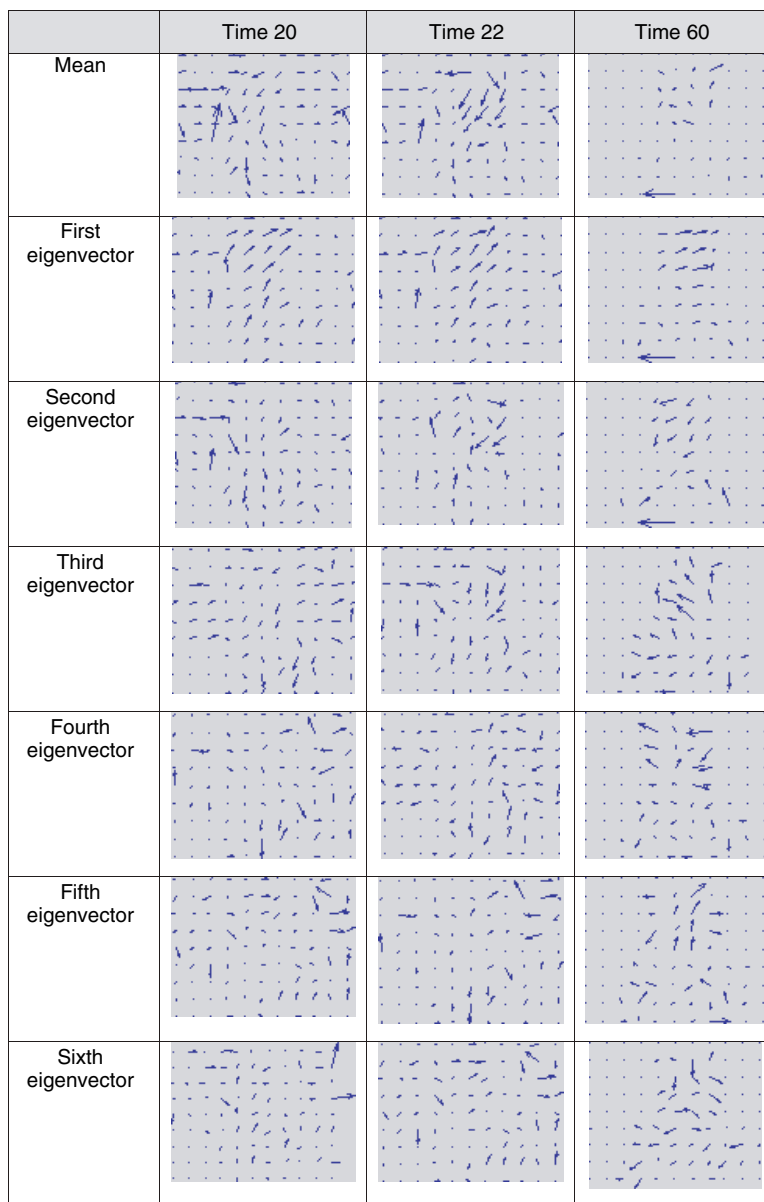 Time 20 Time 22 Time 60
Mean
First
eigenvector
Second
eigenvector
Third
eigenvector
Fourth
eigenvector
Fifth
eigenvector
Sixth
eigenvector